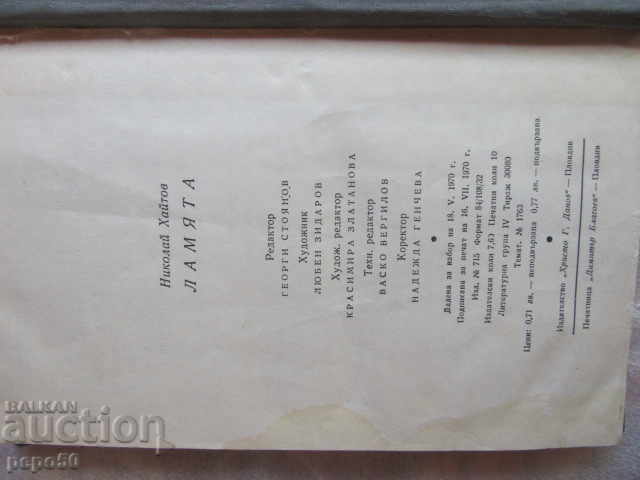 Николай Хайтов
ЛАМЯТА
Редактор
ГЕОРГИ СТОЯНОВ
Художник
ЛЮБЕН ЗИДАРОВ
Худож. редактор
КРАСИМИРА ЗЛАТАНОВА
Техн. редактор
ВАСКО ВЕРГИЛОВ
Коректор
НАДЕЖДА ГЕНЧЕВА
Дадена за набор на 18. V. 1970 г.
Подписана за печат на 16. VII. 1970 г.
Изд. № 715 Формат 84/108/32
Издателски коли 7,63 Печатни коли 10
Литературна група IV Тираж 30080
Темат. № 1763
Цени: 0,71 лв. — неподвързана 0,77 лв. — подвързана.
Издателство „Христо Г. Данов“ — Пловдив
Печатница „Димитър Благоев“ — Пловдив
BALKAN
auction
pepo50